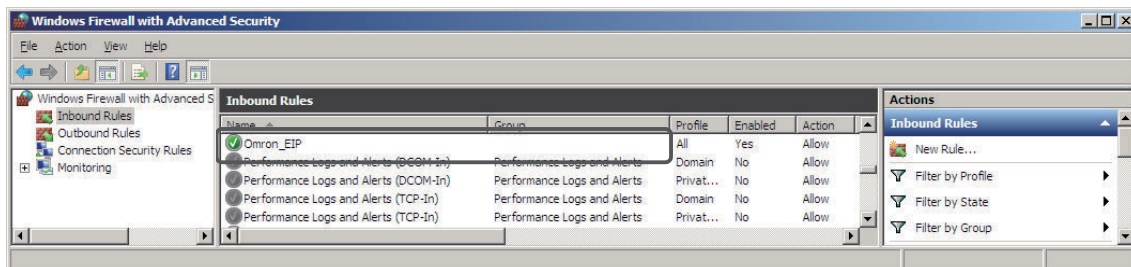 Windows Firewall with Advanced Security
File Action View Help
Windows Firewall with Advanced S
Inbound Rules
Outbound Rules
Connection Security Rules
Monitoring
Inbound Rules
Name Group Profile Enabled Action
Omron_EIP All Yes Allow
Performance Logs and Alerts (DCOM-In) Performance Logs and Alerts Domain No Allow
Performance Logs and Alerts (DCOM-In) Performance Logs and Alerts Privat... No Allow
Performance Logs and Alerts (TCP-In) Performance Logs and Alerts Domain No Allow
Performance Logs and Alerts (TCP-In) Performance Logs and Alerts Privat... No Allow
Actions
Inbound Rules
New Rule...
Filter by Profile
Filter by State
Filter by Group